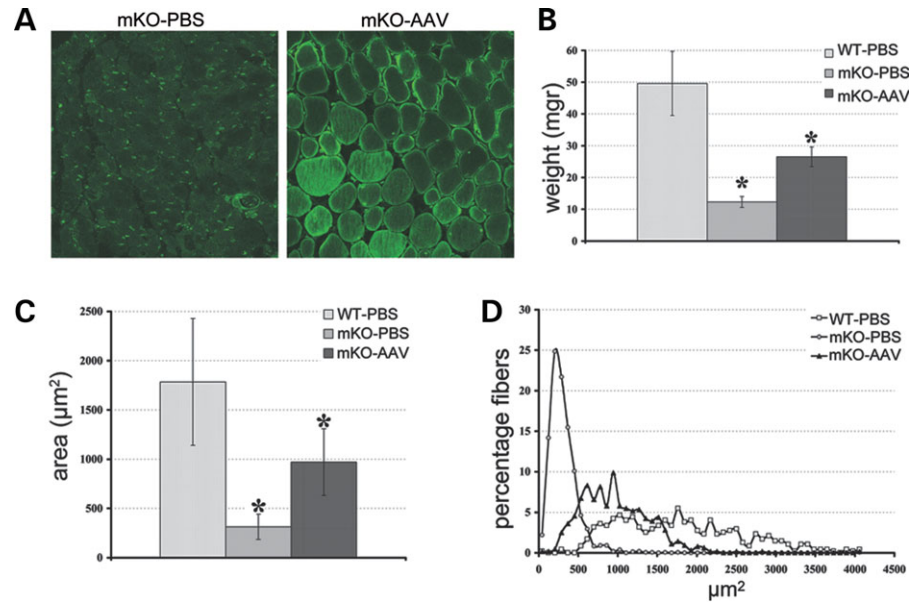 A
mKO-PBS
mKO-AAV
B
60
50
40
30
20
10
0
weight (mgr)
WT-PBS
mKO-PBS
mKO-AAV
*
*
C
2500
2000
1500
1000
500
0
area (µm²)
WT-PBS
mKO-PBS
mKO-AAV
*
*
D
30
25
20
15
10
5
0
percentage fibers
WT-PBS
mKO-PBS
mKO-AAV
0 500 1000 1500 2000 2500 3000 3500 4000 4500
µm²